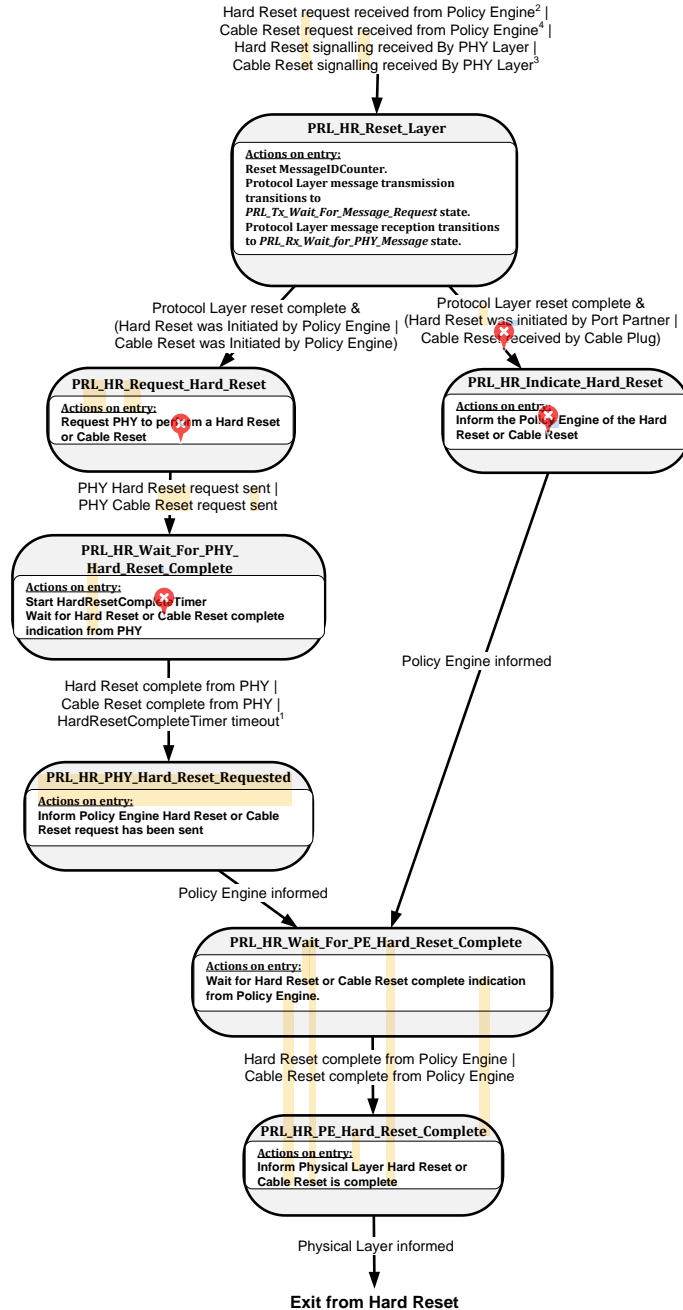 Hard Reset request received from Policy Engine² |
Cable Reset request received from Policy Engine⁴ |
Hard Reset signalling received By PHY Layer |
Cable Reset signalling received By PHY Layer³
PRL_HR_Reset_Layer
Actions on entry:
Reset MessageIDCounter.
Protocol Layer message transmission
transitions to
PRL_Tx_Wait_For_Message_Request state.
Protocol Layer message reception transitions
to PRL_Rx_Wait_for_PHY_Message state.
Protocol Layer reset complete &
(Hard Reset was Initiated by Policy Engine |
Cable Reset was Initiated by Policy Engine)
Protocol Layer reset complete &
(Hard Reset was initiated by Port Partner |
Cable Reset received by Cable Plug)
PRL_HR_Request_Hard_Reset
Actions on entry:
Request PHY to perform a Hard Reset
or Cable Reset
PRL_HR_Indicate_Hard_Reset
Actions on entry:
Inform the Policy Engine of the Hard
Reset or Cable Reset
PHY Hard Reset request sent |
PHY Cable Reset request sent
PRL_HR_Wait_For_PHY_
Hard_Reset_Complete
Actions on entry:
Start HardResetCompleteTimer
Wait for Hard Reset or Cable Reset complete
indication from PHY
Policy Engine informed
Hard Reset complete from PHY |
Cable Reset complete from PHY |
HardResetCompleteTimer timeout¹
PRL_HR_PHY_Hard_Reset_Requested
Actions on entry:
Inform Policy Engine Hard Reset or Cable
Reset request has been sent
Policy Engine informed
PRL_HR_Wait_For_PE_Hard_Reset_Complete
Actions on entry:
Wait for Hard Reset or Cable Reset complete indication
from Policy Engine.
Hard Reset complete from Policy Engine |
Cable Reset complete from Policy Engine
PRL_HR_PE_Hard_Reset_Complete
Actions on entry:
Inform Physical Layer Hard Reset or
Cable Reset is complete
Physical Layer informed
Exit from Hard Reset